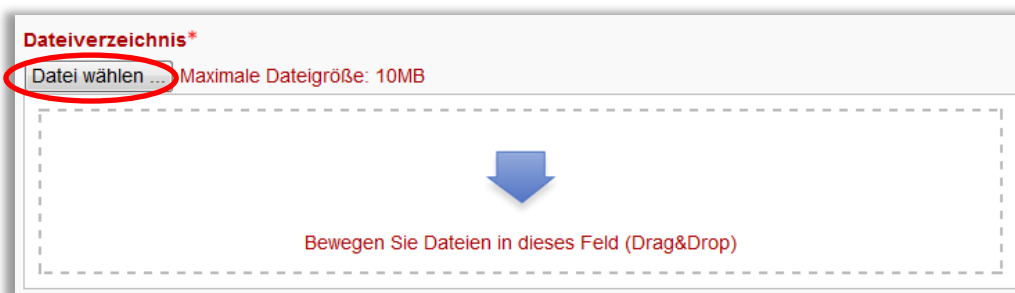 Dateiverzeichnis*
Datei wählen ... Maximale Dateigröße: 10MB
Bewegen Sie Dateien in dieses Feld (Drag&Drop)